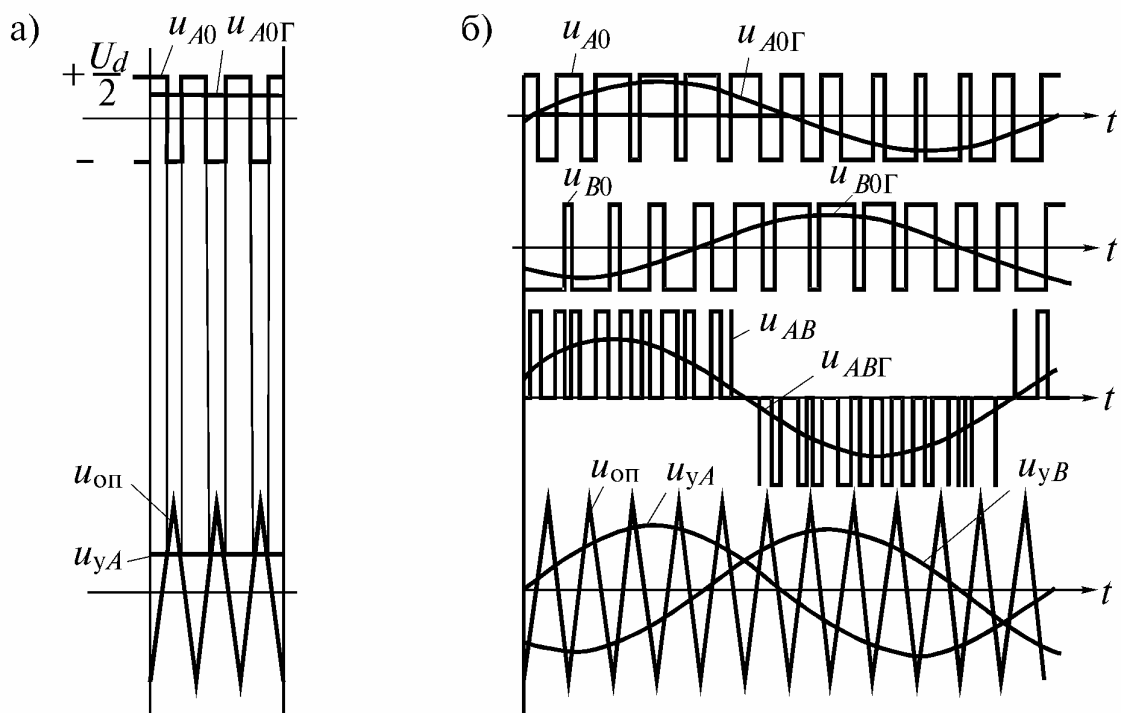 а)
u_A0 u_A0Г
+ U_d/2
–
u_оп
u_уA
б)
u_A0
u_A0Г
t
u_B0
u_B0Г
t
u_AB
u_ABГ
t
u_оп
u_уA
u_уB
t